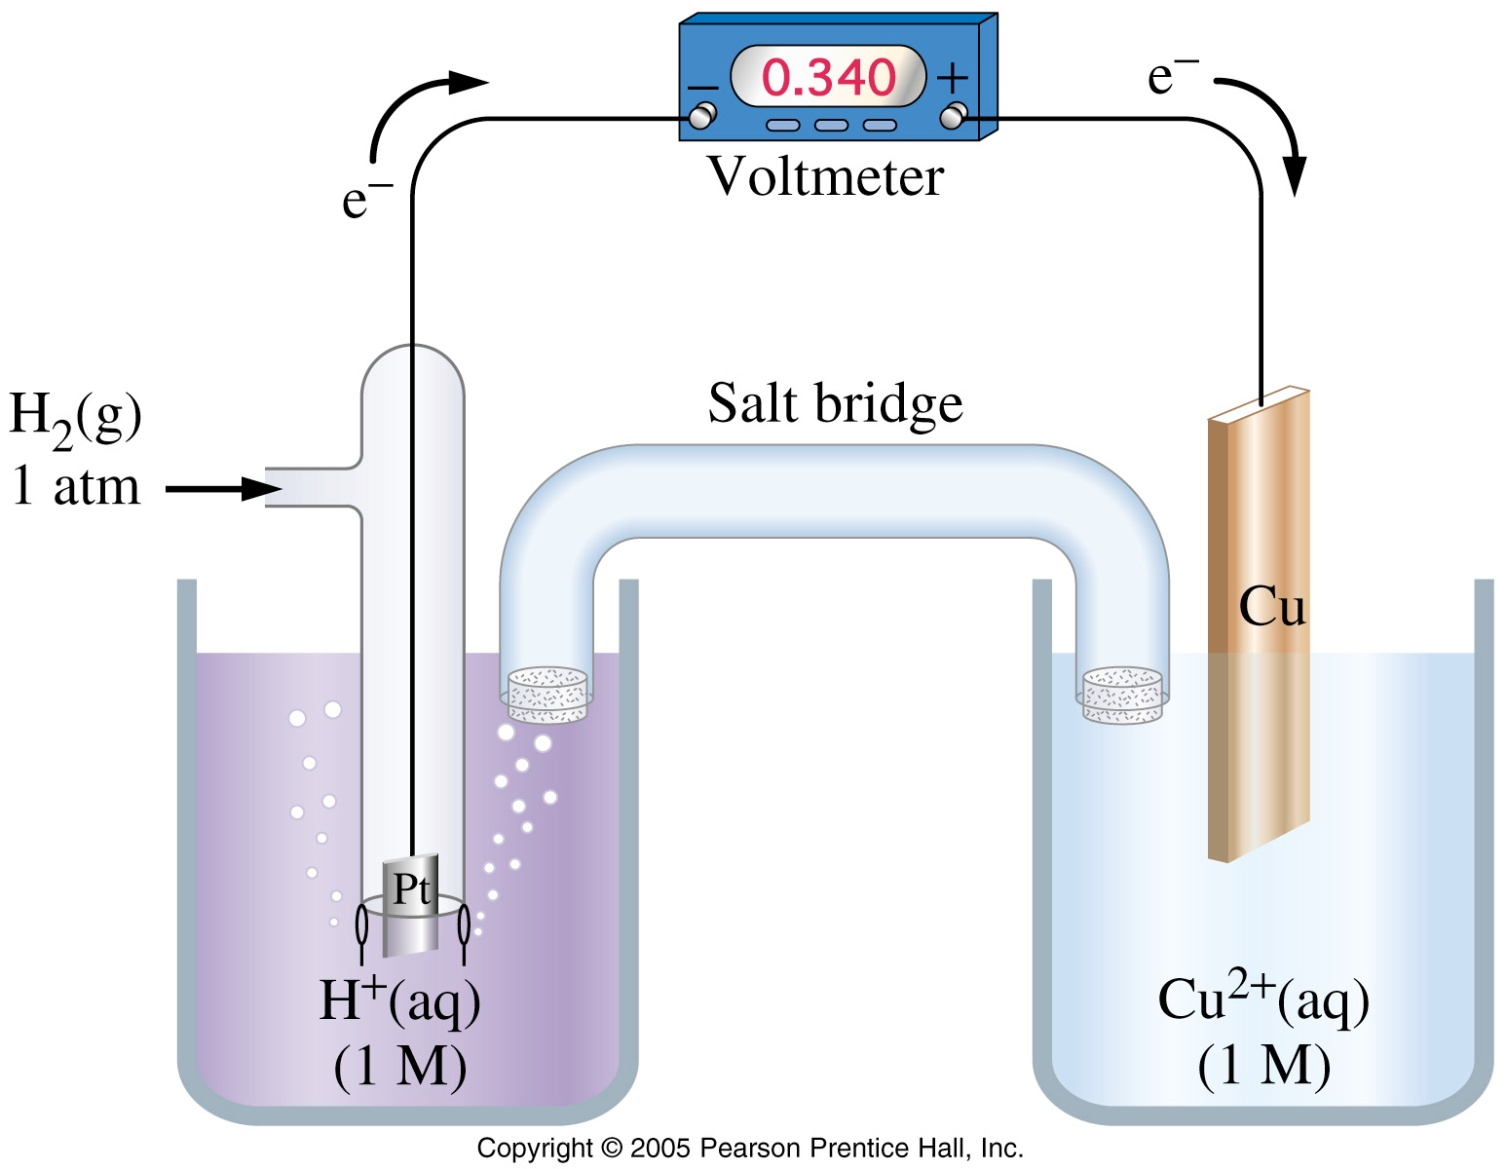 e⁻
− 0.340 +
e⁻
Voltmeter
H₂(g)
1 atm
Salt bridge
Cu
Pt
H⁺(aq)
(1 M)
Cu²⁺(aq)
(1 M)
Copyright © 2005 Pearson Prentice Hall, Inc.